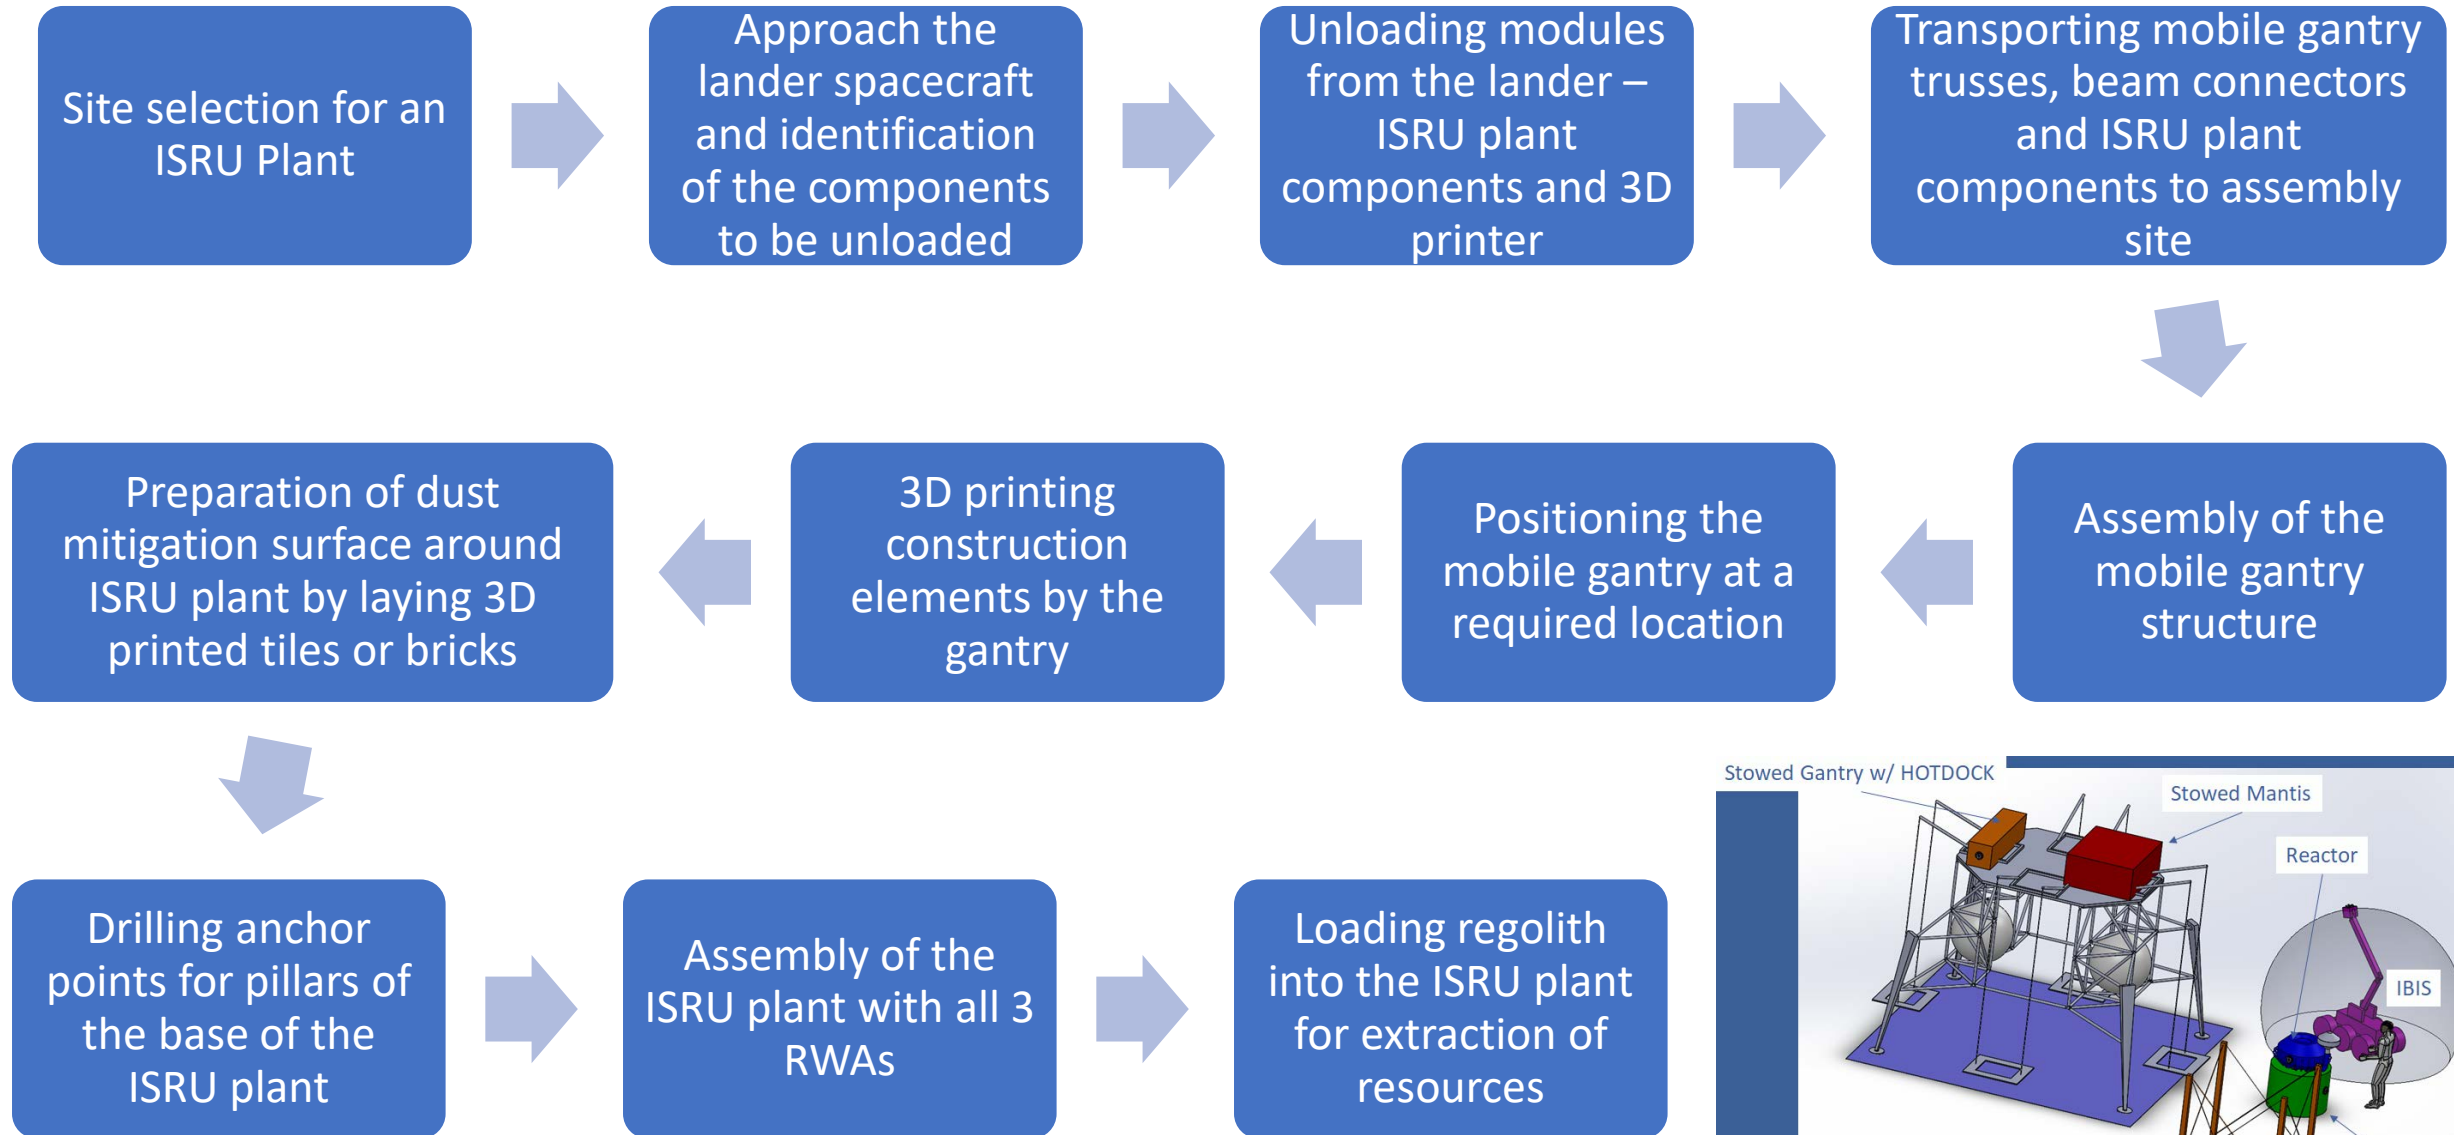 Site selection for an
ISRU Plant
Approach the
lander spacecraft
and identification
of the components
to be unloaded
Unloading modules
from the lander –
ISRU plant
components and 3D
printer
Transporting mobile gantry
trusses, beam connectors
and ISRU plant
components to assembly
site
Assembly of the
mobile gantry
structure
Positioning the
mobile gantry at a
required location
3D printing
construction
elements by the
gantry
Preparation of dust
mitigation surface around
ISRU plant by laying 3D
printed tiles or bricks
Drilling anchor
points for pillars of
the base of the
ISRU plant
Assembly of the
ISRU plant with all 3
RWAs
Loading regolith
into the ISRU plant
for extraction of
resources
Stowed Gantry w/ HOTDOCK
Stowed Mantis
Reactor
IBIS